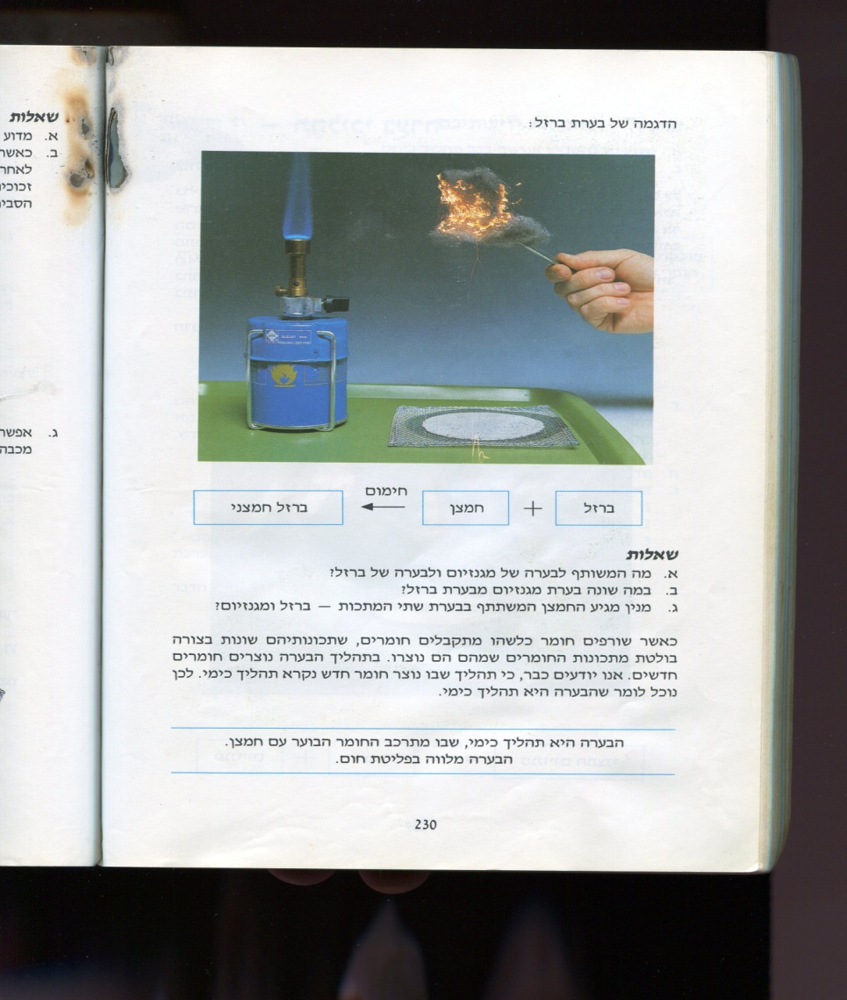 הדגמה של בערת ברזל:
ברזל + חמצן חימום ברזל חמצני
שאלות
א. מה המשותף לבערה של מגנזיום ולבערה של ברזל?
ב. במה שונה בערת מגנזיום מבערת ברזל?
ג. מנין מגיע החמצן המשתתף בבערת שתי המתכות — ברזל ומגנזיום?
כאשר שורפים חומר כלשהו מתקבלים חומרים, שתכונותיהם שונות בצורה
בולטת מתכונות החומרים שמהם הם נוצרו. בתהליך הבערה נוצרים חומרים
חדשים. אנו יודעים כבר, כי תהליך שבו נוצר חומר חדש נקרא תהליך כימי. לכן
נוכל לומר שהבערה היא תהליך כימי.
הבערה היא תהליך כימי, שבו מתרכב החומר הבוער עם חמצן.
הבערה מלווה בפליטת חום.
230
שאלות
א. מדוע
ב. כאשר
לאחר
זכוכי
הסבי
ג. אפשר
מכבה